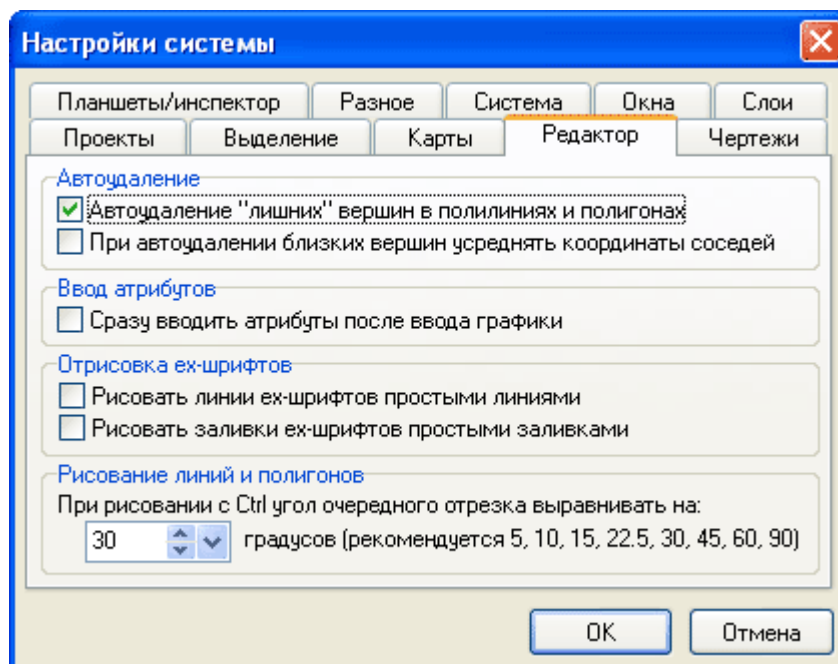 Настройки системы
Планшеты/инспектор Разное Система Окна Слои
Проекты Выделение Карты Редактор Чертежи
Автоудаление
Автоудаление "лишних" вершин в полилиниях и полигонах
При автоудалении близких вершин усреднять координаты соседей
Ввод атрибутов
Сразу вводить атрибуты после ввода графики
Отрисовка ex-шрифтов
Рисовать линии ex-шрифтов простыми линиями
Рисовать заливки ex-шрифтов простыми заливками
Рисование линий и полигонов
При рисовании с Ctrl угол очередного отрезка выравнивать на:
30 градусов (рекомендуется 5, 10, 15, 22.5, 30, 45, 60, 90)
OK Отмена